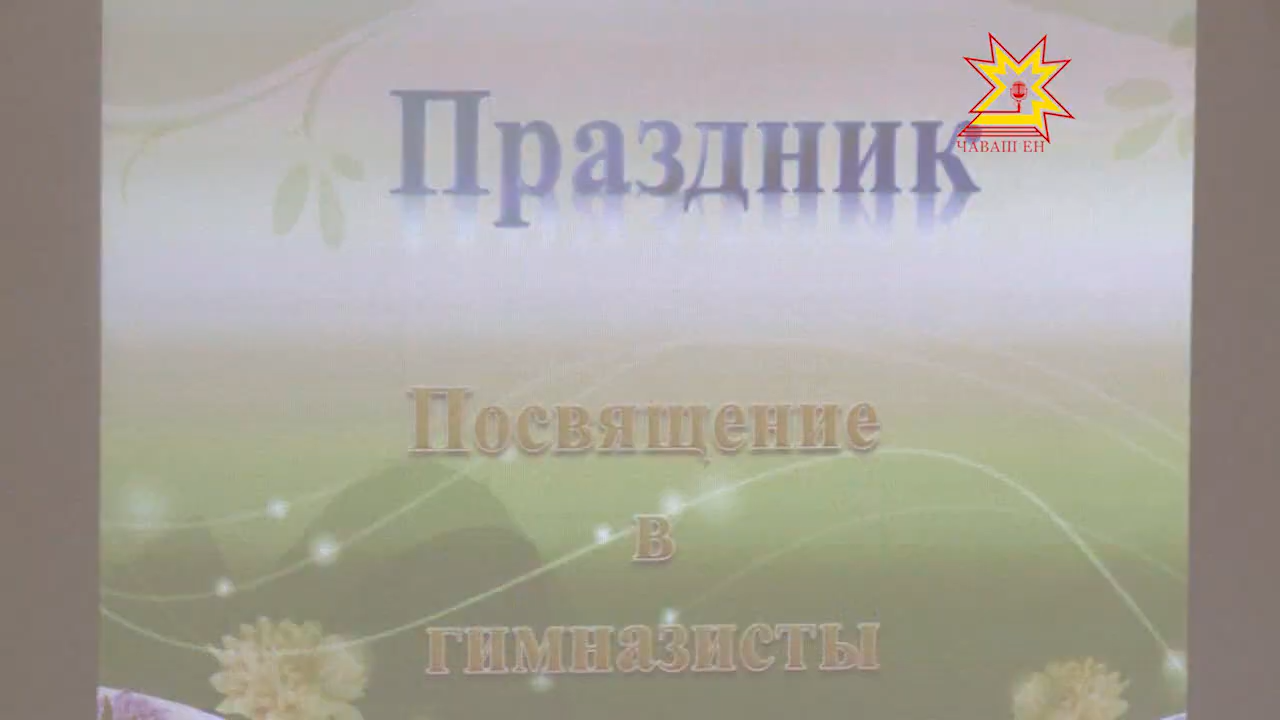 Праздник
ЧАВАШ ЕН
Посвящение
в
гимназисты